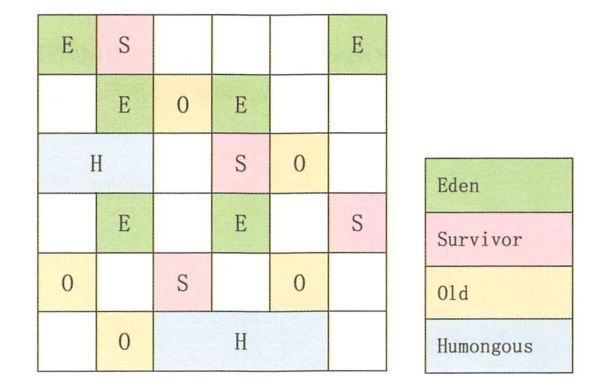 E S E
E O E
H S O
E E S
O S O
O H
Eden
Survivor
Old
Humongous